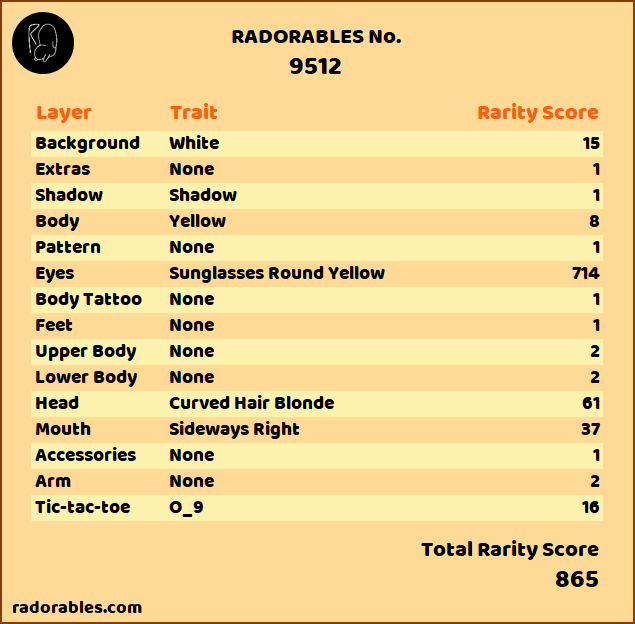 RADORABLES No.
9512
Layer Trait Rarity Score
Background White 15
Extras None 1
Shadow Shadow 1
Body Yellow 8
Pattern None 1
Eyes Sunglasses Round Yellow 714
Body Tattoo None 1
Feet None 1
Upper Body None 2
Lower Body None 2
Head Curved Hair Blonde 61
Mouth Sideways Right 37
Accessories None 1
Arm None 2
Tic-tac-toe O_9 16
Total Rarity Score
865
radorables.com